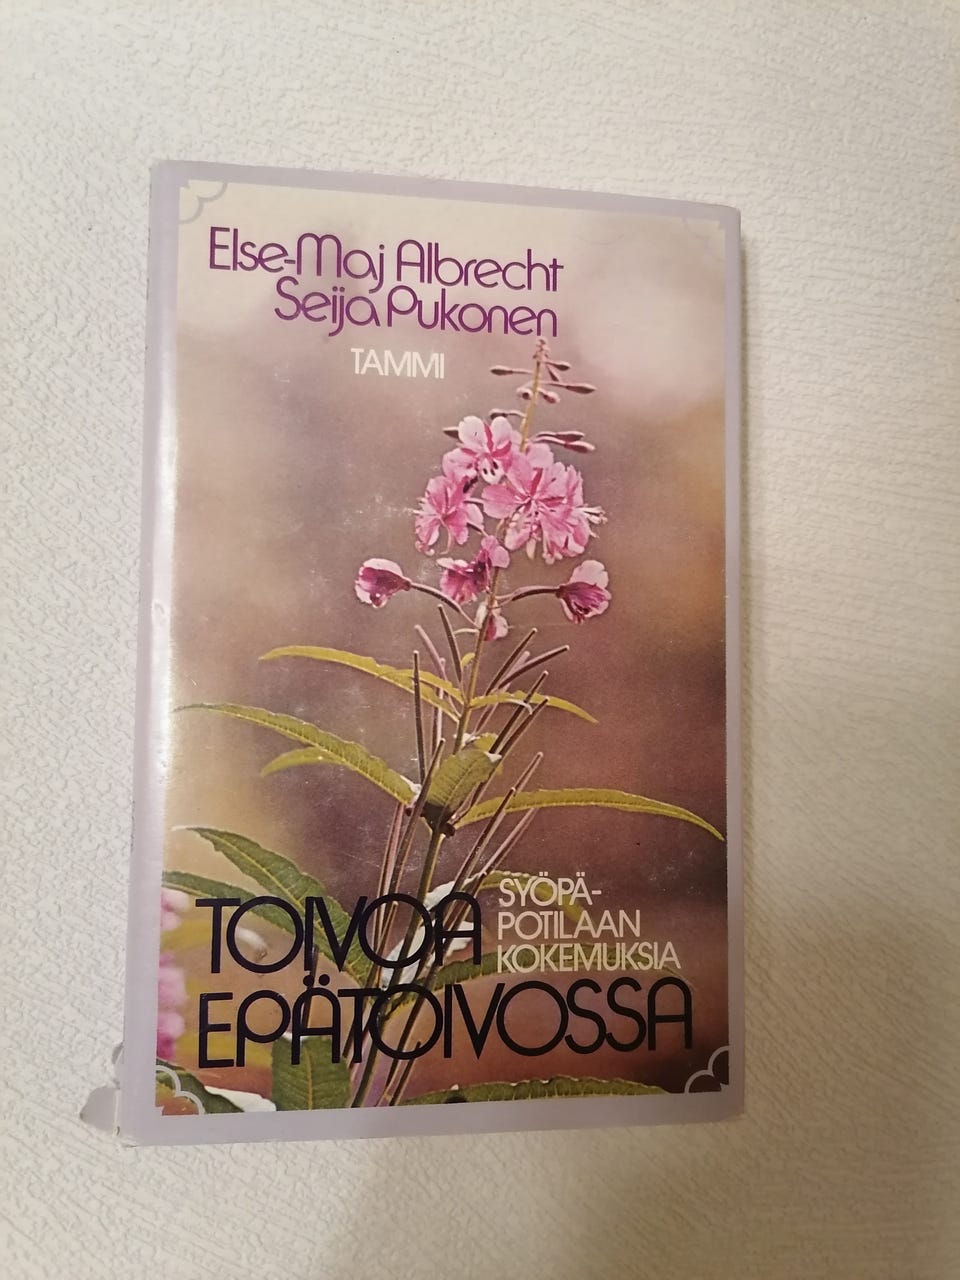 Else-Maj Albrecht
Seija Pukonen
TAMMI
TOIVOA
EPÄTOIVOSSA
SYÖPÄ-
POTILAAN
KOKEMUKSIA